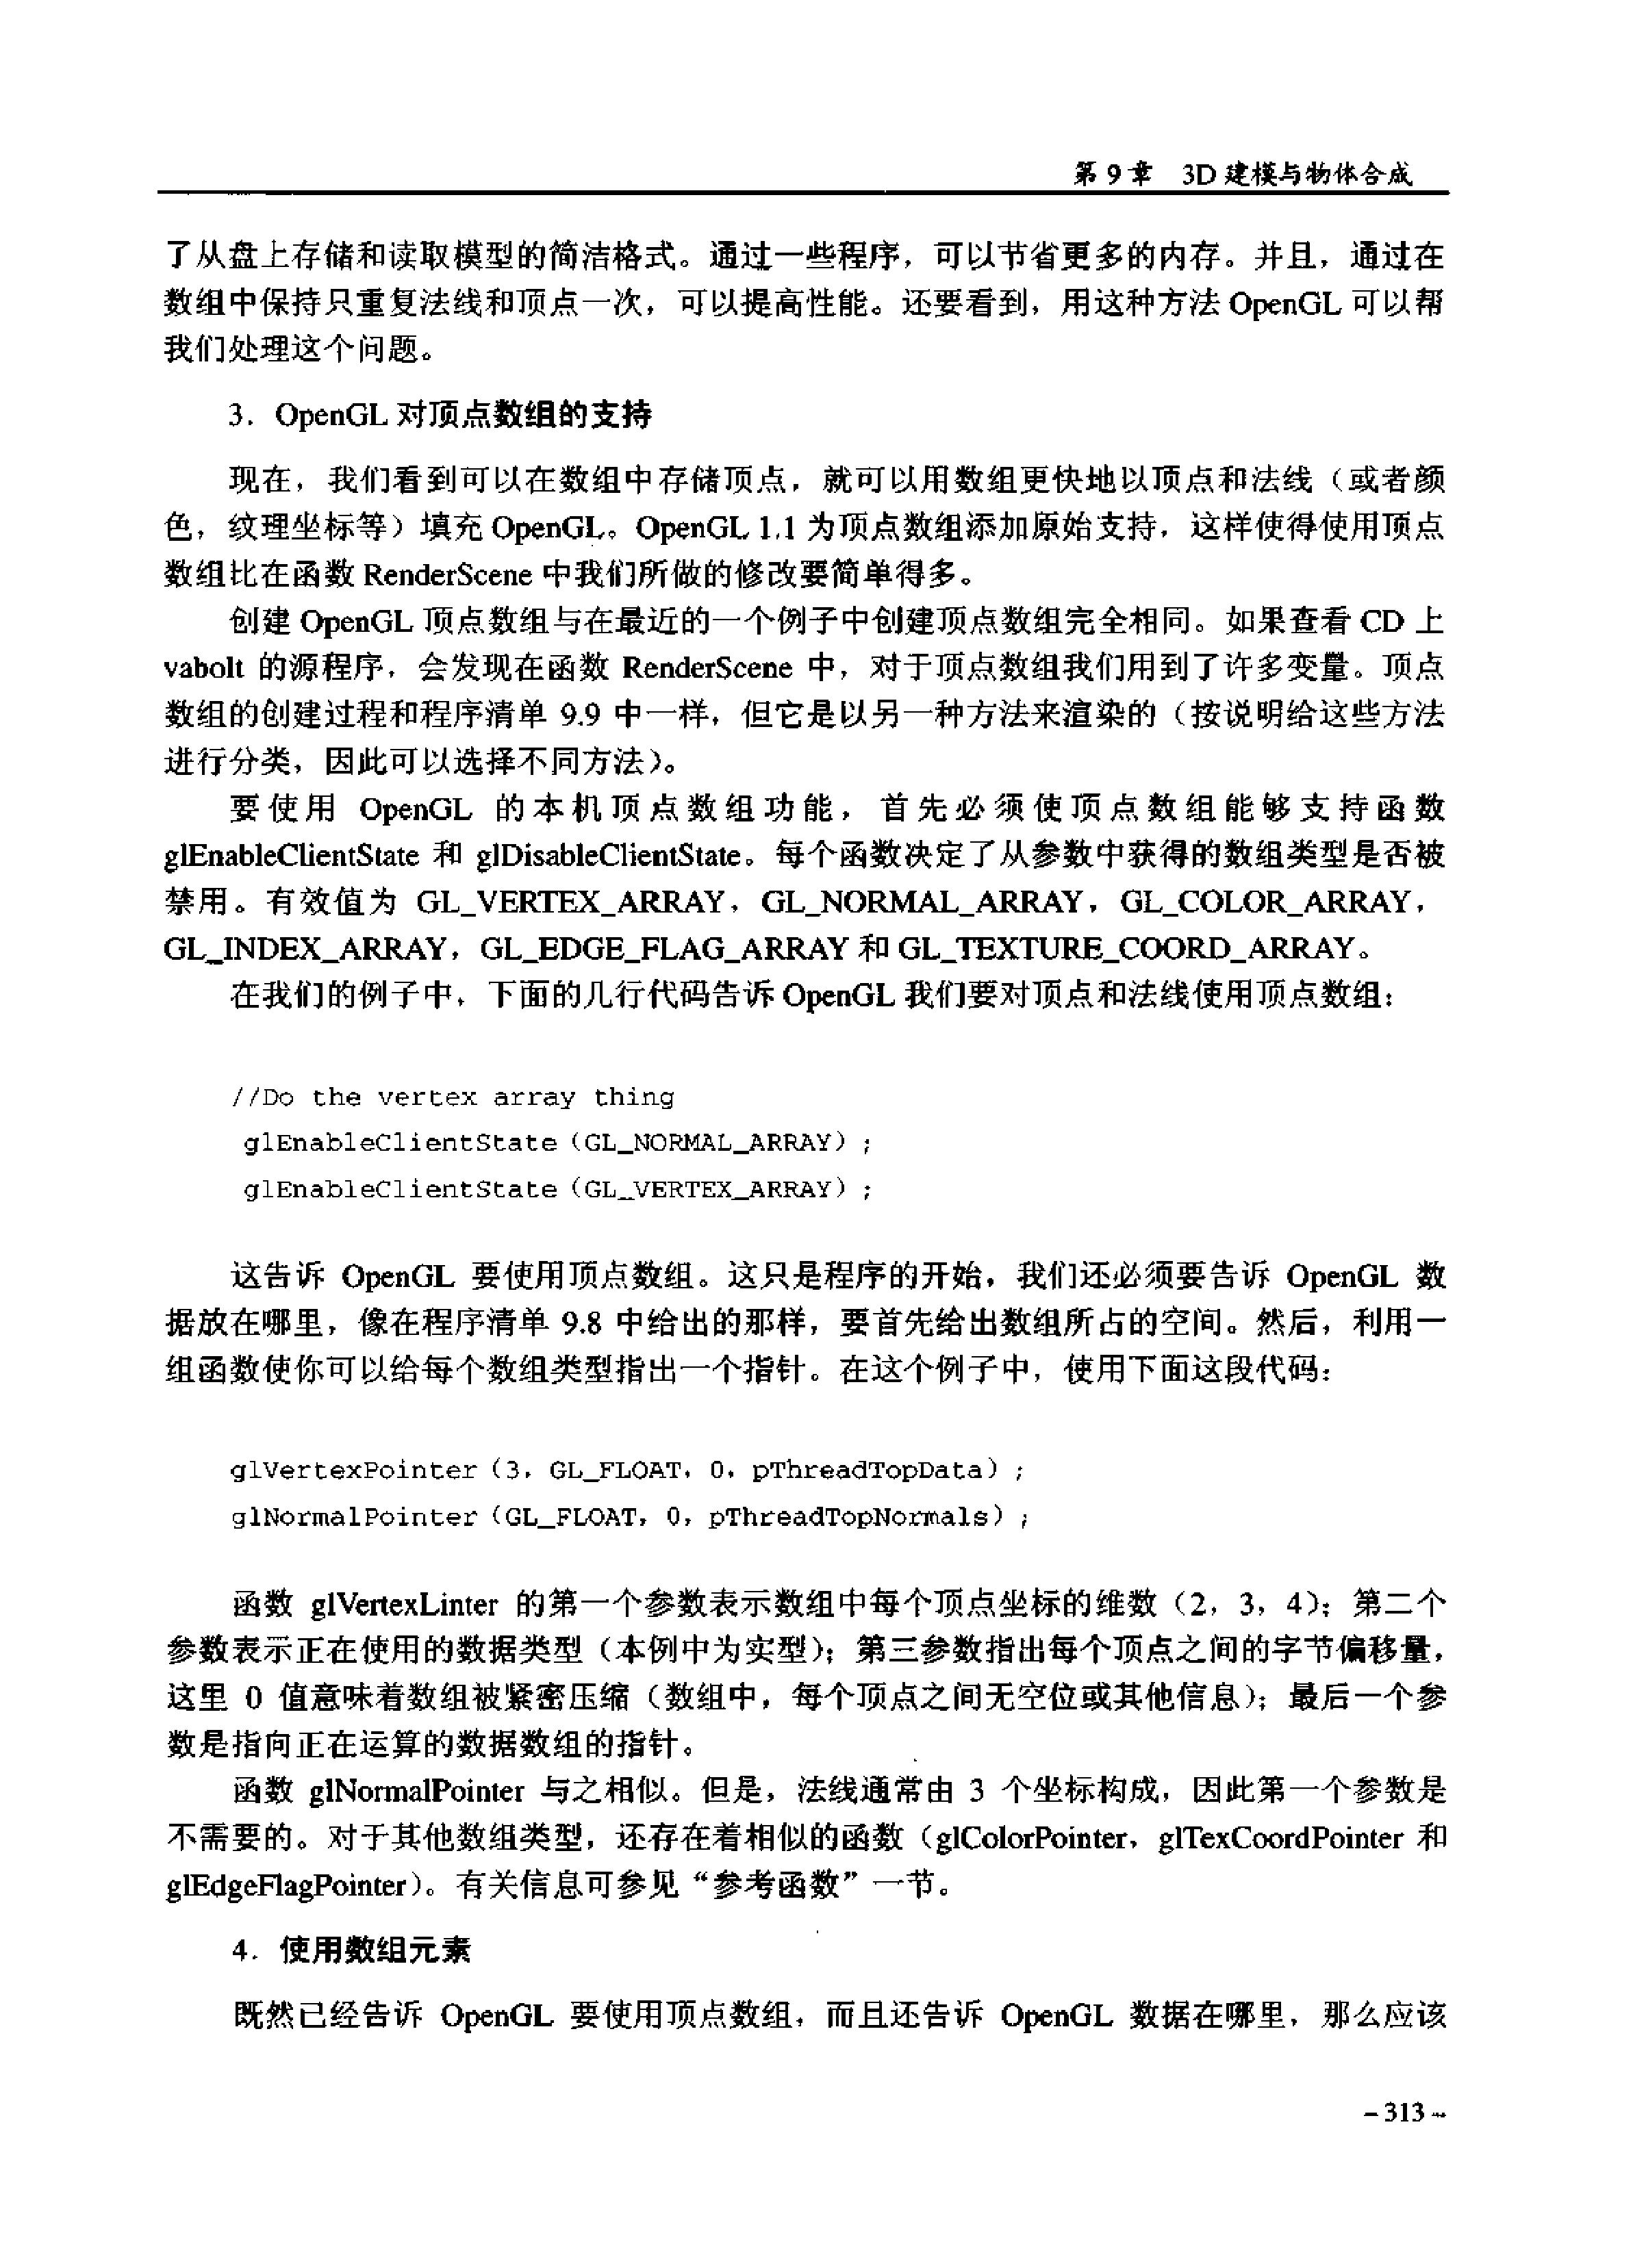 第 9 章　3D 建模与物体合成
了从盘上存储和读取模型的简洁格式。通过一些程序，可以节省更多的内存。并且，通过在
数组中保持只重复法线和顶点一次，可以提高性能。还要看到，用这种方法 OpenGL 可以帮
我们处理这个问题。
3．OpenGL 对顶点数组的支持
现在，我们看到可以在数组中存储顶点，就可以用数组更快地以顶点和法线（或者颜
色，纹理坐标等）填充 OpenGL。OpenGL 1.1 为顶点数组添加原始支持，这样使得使用顶点
数组比在函数 RenderScene 中我们所做的修改要简单得多。
创建 OpenGL 顶点数组与在最近的一个例子中创建顶点数组完全相同。如果查看 CD 上
vabolt 的源程序，会发现在函数 RenderScene 中，对于顶点数组我们用到了许多变量。顶点
数组的创建过程和程序清单 9.9 中一样，但它是以另一种方法来渲染的（按说明给这些方法
进行分类，因此可以选择不同方法）。
要使用 OpenGL 的本机顶点数组功能，首先必须使顶点数组能够支持函数
glEnableClientState 和 glDisableClientState。每个函数决定了从参数中获得的数组类型是否被
禁用。有效值为 GL_VERTEX_ARRAY，GL_NORMAL_ARRAY，GL_COLOR_ARRAY，
GL_INDEX_ARRAY，GL_EDGE_FLAG_ARRAY 和 GL_TEXTURE_COORD_ARRAY。
在我们的例子中，下面的几行代码告诉 OpenGL 我们要对顶点和法线使用顶点数组：
//Do the vertex array thing
glEnableClientState（GL_NORMAL_ARRAY）;
glEnableClientState（GL_VERTEX_ARRAY）;
这告诉 OpenGL 要使用顶点数组。这只是程序的开始，我们还必须要告诉 OpenGL 数
据放在哪里，像在程序清单 9.8 中给出的那样，要首先给出数组所占的空间。然后，利用一
组函数使你可以给每个数组类型指出一个指针。在这个例子中，使用下面这段代码：
glVertexPointer（3，GL_FLOAT，0，pThreadTopData）;
glNormalPointer（GL_FLOAT，0，pThreadTopNormals）;
函数 glVertexLinter 的第一个参数表示数组中每个顶点坐标的维数（2，3，4）；第二个
参数表示正在使用的数据类型（本例中为实型）；第三参数指出每个顶点之间的字节偏移量，
这里 0 值意味着数组被紧密压缩（数组中，每个顶点之间无空位或其他信息）；最后一个参
数是指向正在运算的数据数组的指针。
函数 glNormalPointer 与之相似。但是，法线通常由 3 个坐标构成，因此第一个参数是
不需要的。对于其他数组类型，还存在着相似的函数（glColorPointer，glTexCoordPointer 和
glEdgeFlagPointer）。有关信息可参见“参考函数”一节。
4．使用数组元素
既然已经告诉 OpenGL 要使用顶点数组，而且还告诉 OpenGL 数据在哪里，那么应该
－313－